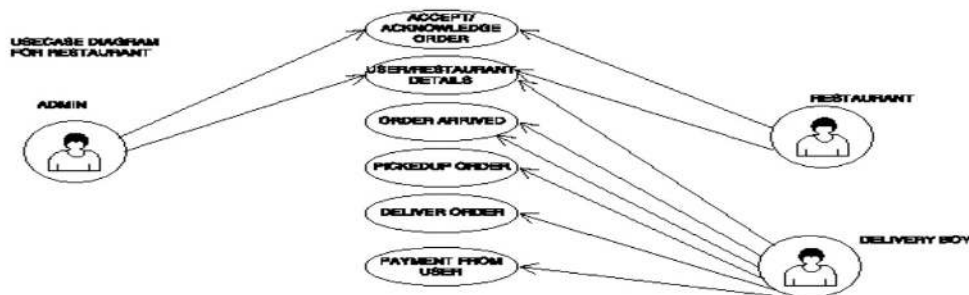 USECASE DIAGRAM
FOR RESTAURANT
ACCEPT/
ACKNOWLEDGE
ORDER
USER/RESTAURANT
DETAILS
ADMIN
RESTAURANT
ORDER ARRIVED
PICKEDUP ORDER
DELIVER ORDER
DELIVERY BOY
PAYMENT FROM
USER